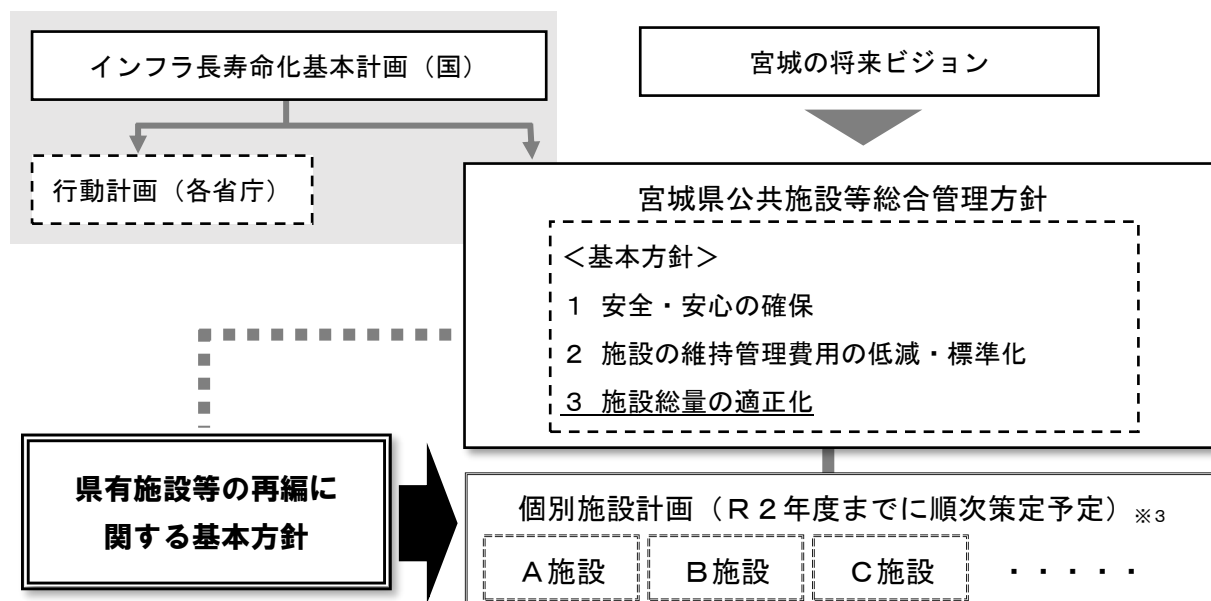 インフラ長寿命化基本計画（国）
宮城の将来ビジョン
行動計画（各省庁）
宮城県公共施設等総合管理方針
＜基本方針＞
１ 安全・安心の確保
２ 施設の維持管理費用の低減・標準化
３ 施設総量の適正化
県有施設等の再編に
関する基本方針
個別施設計画（Ｒ２年度までに順次策定予定）※3
Ａ施設 Ｂ施設 Ｃ施設 ・・・・・